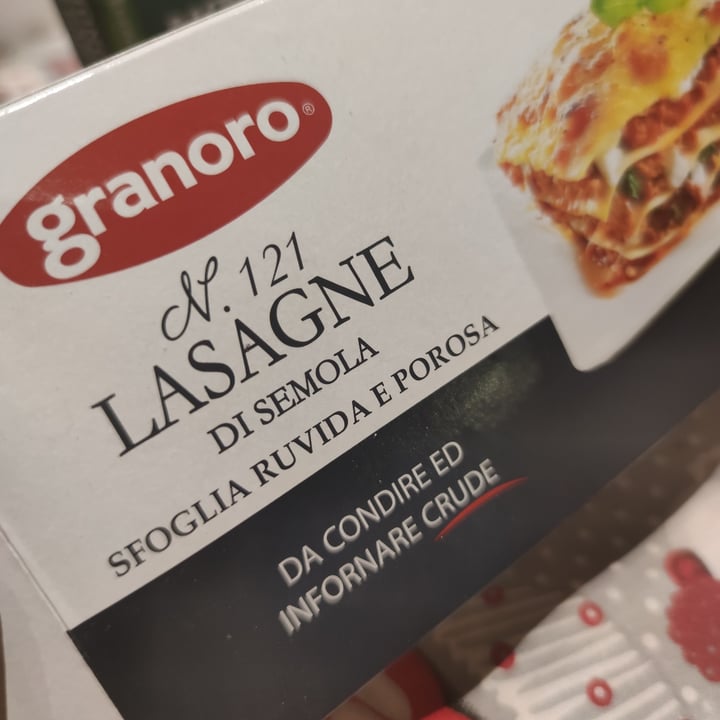 granoro®
N. 121
LASAGNE
DI SEMOLA
SFOGLIA RUVIDA E POROSA
DA CONDIRE ED
INFORNARE CRUDE